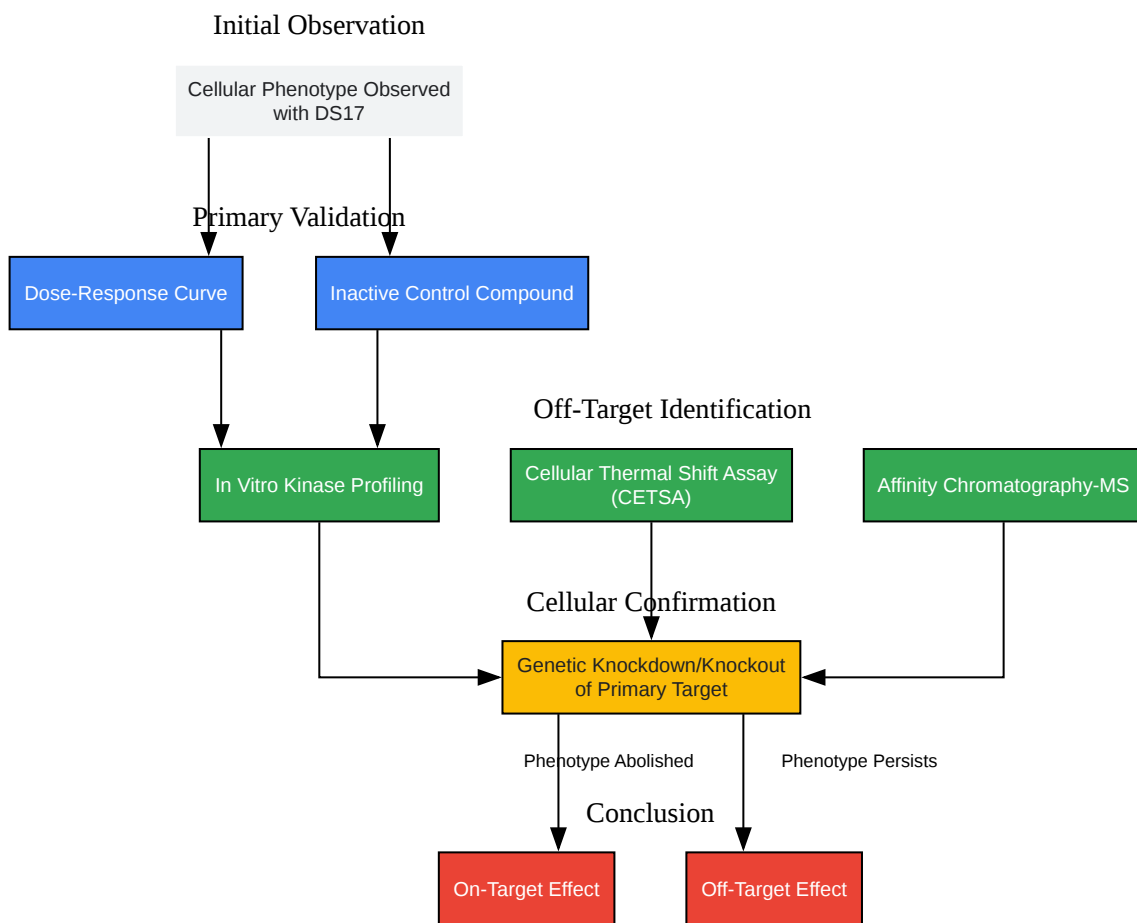 Initial Observation
Cellular Phenotype Observed
with DS17
Primary Validation
Dose-Response Curve
Inactive Control Compound
Off-Target Identification
In Vitro Kinase Profiling
Cellular Thermal Shift Assay
(CETSA)
Affinity Chromatography-MS
Cellular Confirmation
Genetic Knockdown/Knockout
of Primary Target
Phenotype Abolished
Phenotype Persists
Conclusion
On-Target Effect
Off-Target Effect